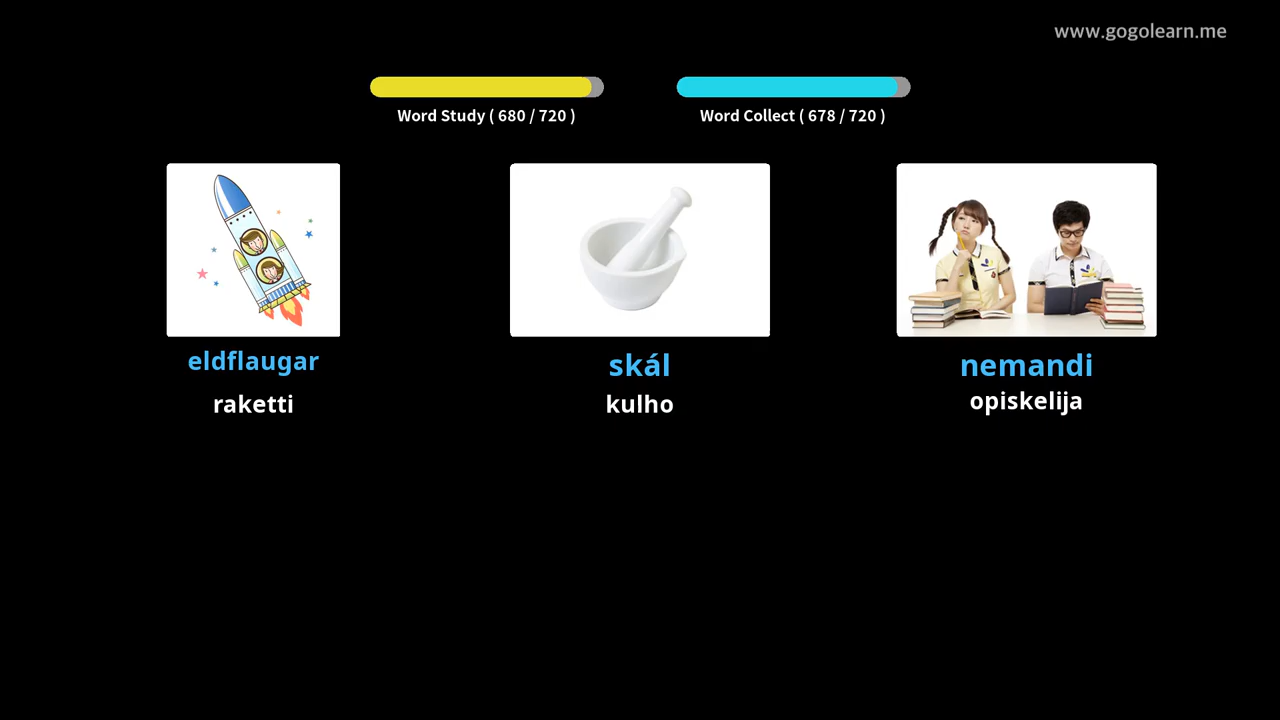 www.gogolearn.me
Word Study ( 680 / 720 )
Word Collect ( 678 / 720 )
eldflaugar
skál
nemandi
raketti
kulho
opiskelija